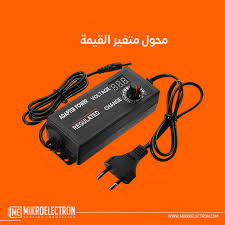 محول متغير القيمة
ADAPTER POWER
VOLTAGE
REGULATED
CHANGE
MIKROELECTRON
WWW.MIKROELECTRON.COM